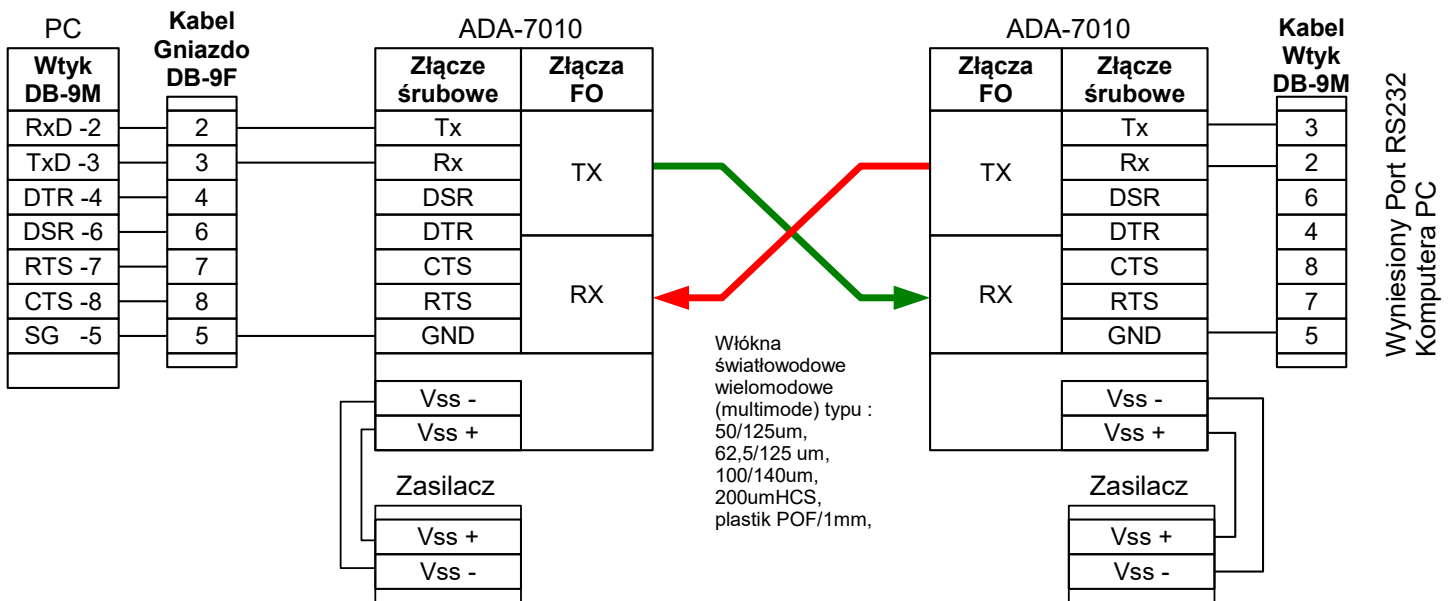 PC
Wtyk
DB-9M
RxD -2
TxD -3
DTR -4
DSR -6
RTS -7
CTS -8
SG -5
Kabel
Gniazdo
DB-9F
2
3
4
6
7
8
5
ADA-7010
Złącze
śrubowe
Złącza
FO
Tx
Rx
DSR
DTR
CTS
RTS
GND
TX
RX
Vss -
Vss +
Zasilacz
Vss +
Vss -
Włókna
światłowodowe
wielomodowe
(multimode) typu :
50/125um,
62,5/125 um,
100/140um,
200umHCS,
plastik POF/1mm,
ADA-7010
Złącza
FO
Złącze
śrubowe
TX
RX
Tx
Rx
DSR
DTR
CTS
RTS
GND
Vss -
Vss +
Zasilacz
Vss +
Vss -
Kabel
Wtyk
DB-9M
3
2
6
4
8
7
5
Wyniesiony Port RS232
Komputera PC